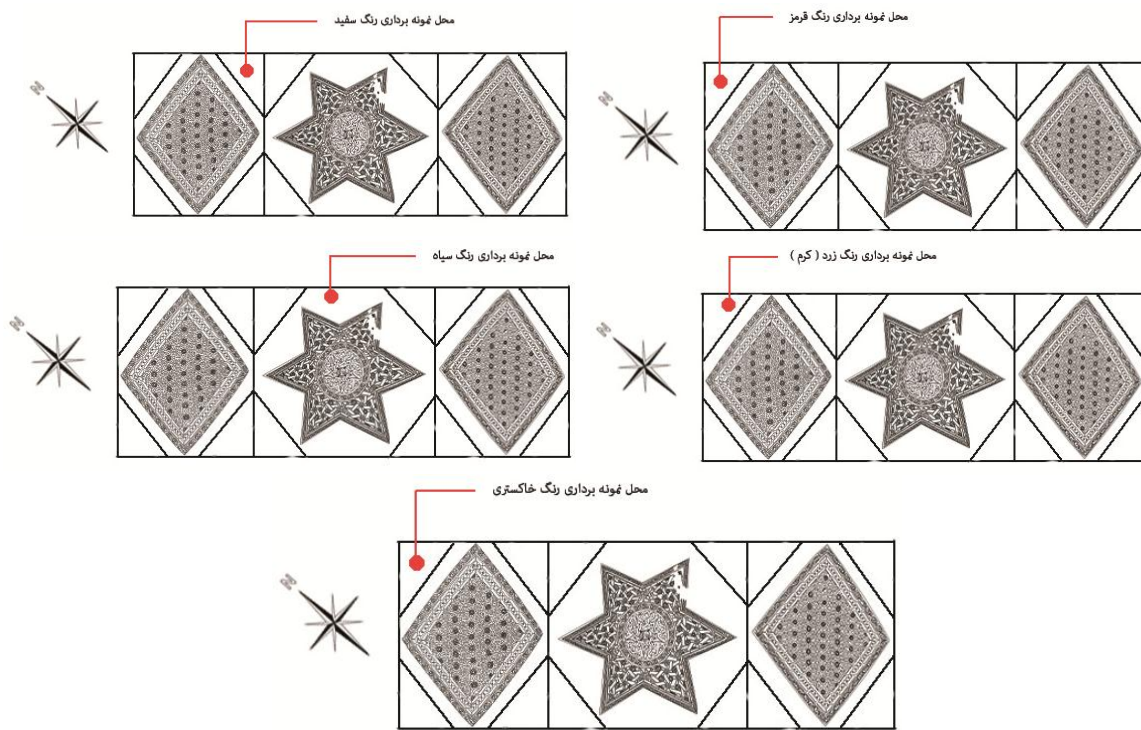 محل نمونه برداری رنگ سفید
محل نمونه برداری رنگ قرمز
محل نمونه برداری رنگ سیاه
محل نمونه برداری رنگ زرد ( کرم )
محل نمونه برداری رنگ خاکستری